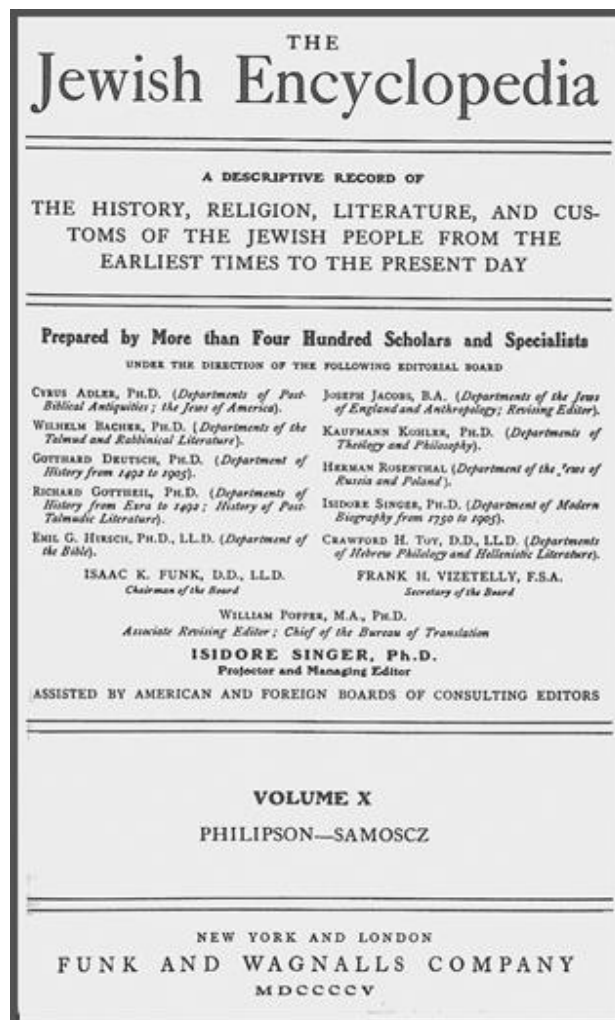 THE
Jewish Encyclopedia
A DESCRIPTIVE RECORD OF
THE HISTORY, RELIGION, LITERATURE, AND CUS-
TOMS OF THE JEWISH PEOPLE FROM THE
EARLIEST TIMES TO THE PRESENT DAY
Prepared by More than Four Hundred Scholars and Specialists
UNDER THE DIRECTION OF THE FOLLOWING EDITORIAL BOARD
CYRUS ADLER, PH.D. (Departments of Post-
Biblical Antiquities; the Jews of America).
WILHELM BACHER, PH.D. (Departments of the
Talmud and Rabbinical Literature).
GOTTHARD DEUTSCH, PH.D. (Department of
History from 1492 to 1905).
RICHARD GOTTHEIL, PH.D. (Departments of
History from Ezra to 1492; History of Post-
Talmudic Literature).
EMIL G. HIRSCH, PH.D., LL.D. (Department of
the Bible).
JOSEPH JACOBS, B.A. (Departments of the Jews
of England and Anthropology; Revising Editor).
KAUFMANN KOHLER, PH.D. (Departments of
Theology and Philosophy).
HERMAN ROSENTHAL (Department of the Jews of
Russia and Poland).
ISIDORE SINGER, PH.D. (Department of Modern
Biography from 1750 to 1905).
CRAWFORD H. TOY, D.D., LL.D. (Departments
of Hebrew Philology and Hellenistic Literature).
ISAAC K. FUNK, D.D., LL.D.
Chairman of the Board
FRANK H. VIZETELLY, F.S.A.
Secretary of the Board
WILLIAM POPPER, M.A., PH.D.
Associate Revising Editor; Chief of the Bureau of Translation
ISIDORE SINGER, Ph.D.
Projector and Managing Editor
ASSISTED BY AMERICAN AND FOREIGN BOARDS OF CONSULTING EDITORS
VOLUME X
PHILIPSON—SAMOSCZ
NEW YORK AND LONDON
FUNK AND WAGNALLS COMPANY
MDCCCCV